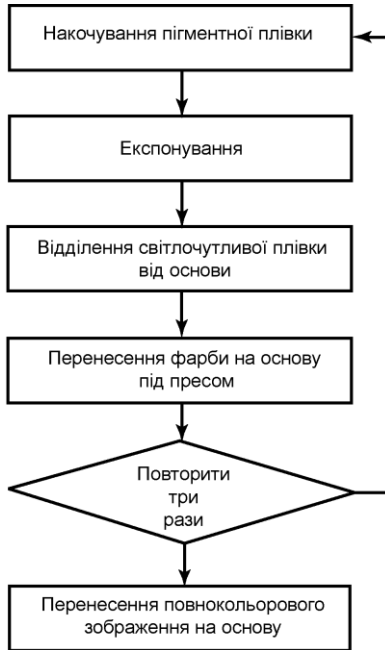 Накочування пігментної плівки
Експонування
Відділення світлочутливої плівки
від основи
Перенесення фарби на основу
під пресом
Повторити
три
рази
Перенесення повнокольорового
зображення на основу